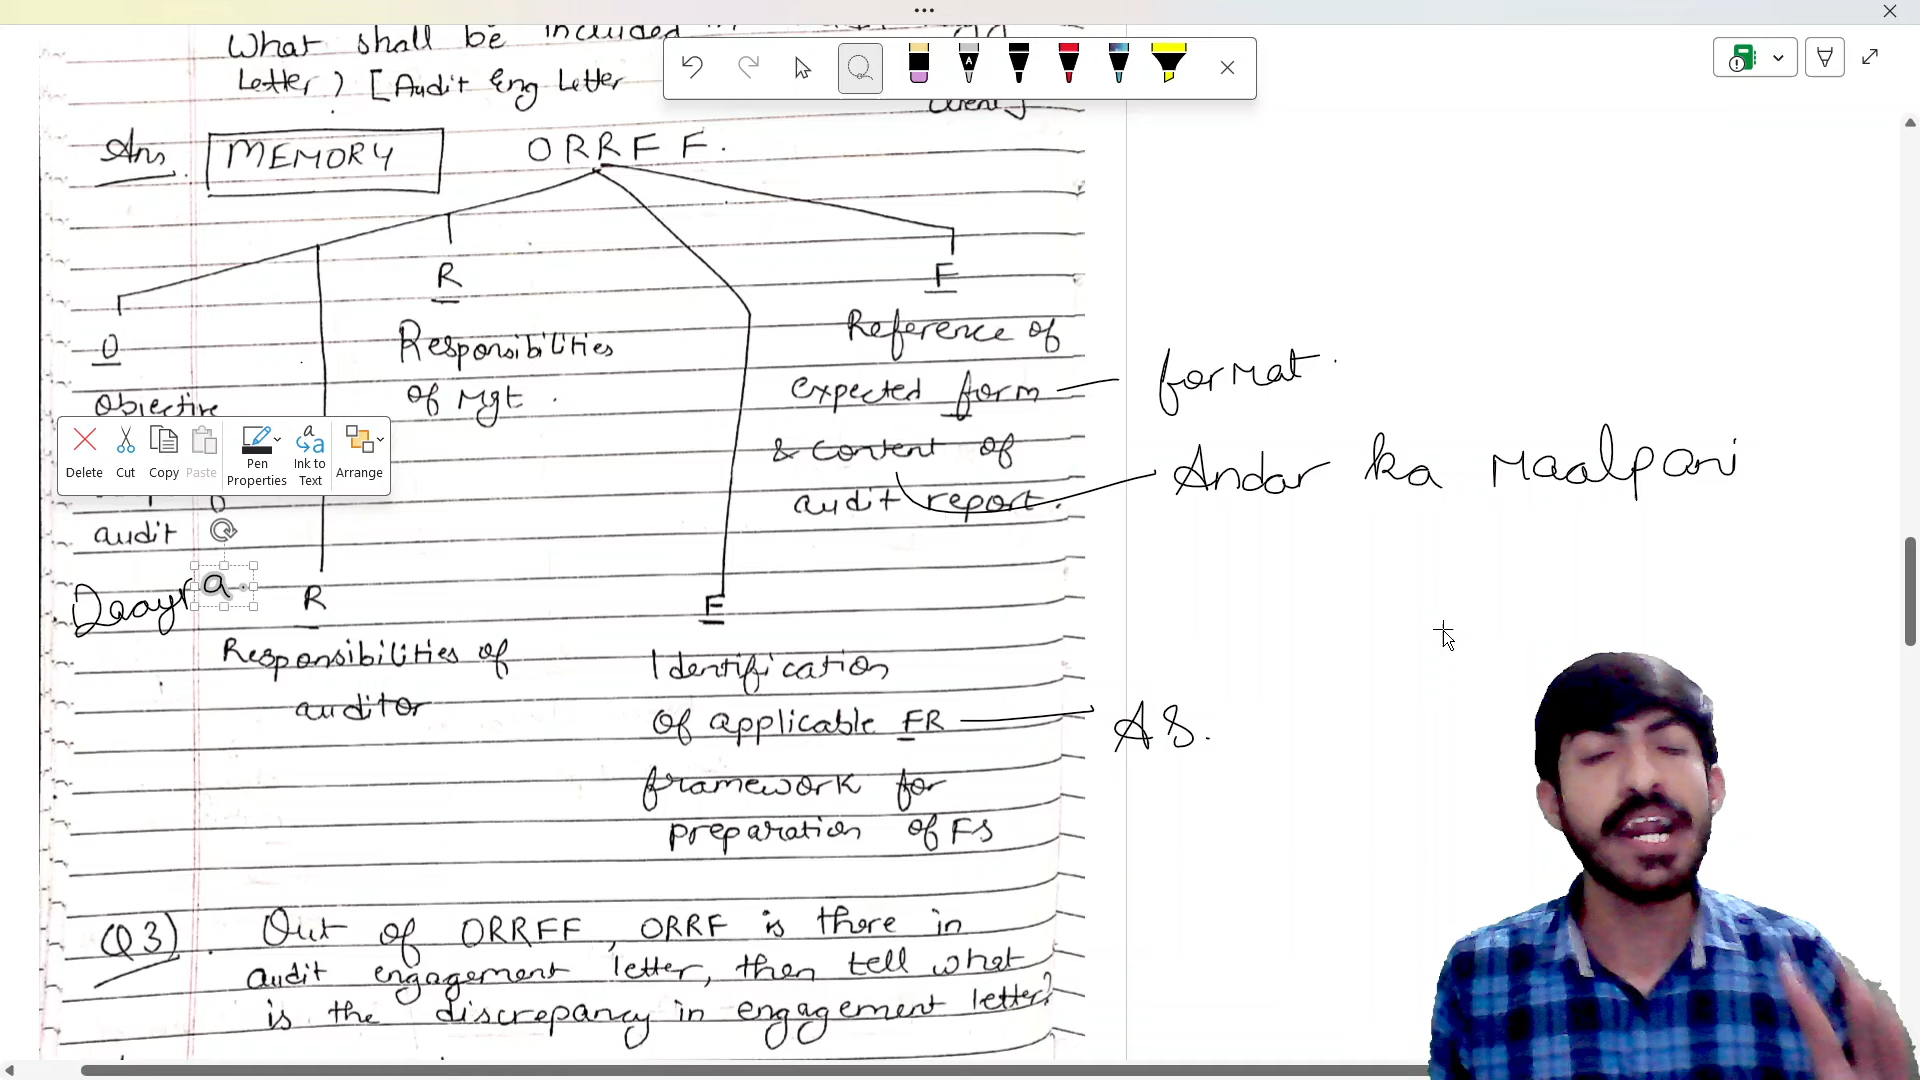 What shall be included
Letter) [Audit Eng Letter
Ans. MEMORY ORRFF.
O
Objective
audit
Daayra.
R
Responsibilities
of Mgt.
F
Reference of
expected form — format.
& content of — Andar ka Maalpani
audit report.
R
Responsibilities of
auditor
F
Identification
of applicable FR — AS.
framework for
preparation of FS
Q3). Out of ORRFF, ORRF is there in
audit engagement letter, then tell what
is the discrepancy in engagement letter?
Delete Cut Copy Paste Pen Properties Ink to Text Arrange